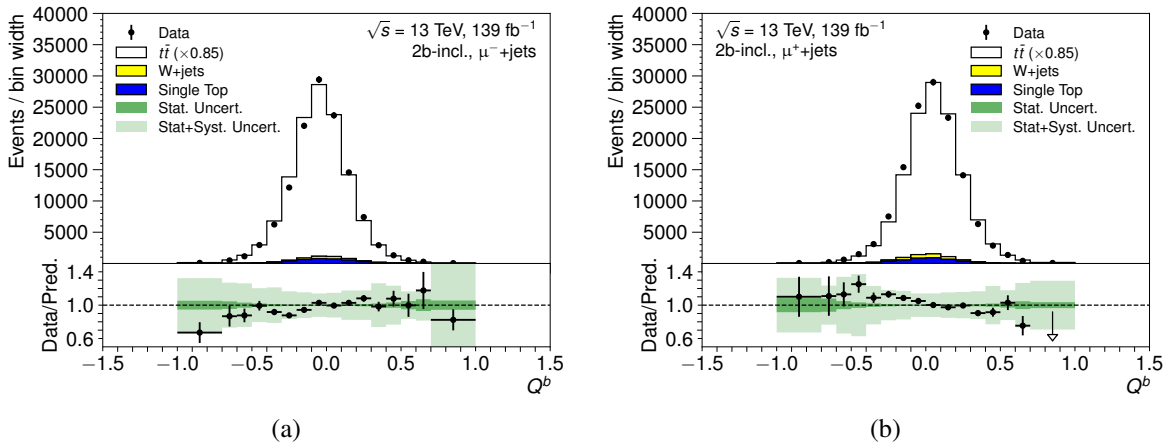 40000
35000
30000
25000
20000
15000
10000
5000
Events / bin width
Data
tt̄ (×0.85)
W+jets
Single Top
Stat. Uncert.
Stat+Syst. Uncert.
√s = 13 TeV, 139 fb⁻¹
2b-incl., μ⁻+jets
1.4
1.0
0.6
Data/Pred.
−1.5 −1.0 −0.5 0.0 0.5 1.0 1.5
Qᵇ
(a)
40000
35000
30000
25000
20000
15000
10000
5000
Events / bin width
√s = 13 TeV, 139 fb⁻¹
2b-incl., μ⁺+jets
Data
tt̄ (×0.85)
W+jets
Single Top
Stat. Uncert.
Stat+Syst. Uncert.
1.4
1.0
0.6
Data/Pred.
−1.5 −1.0 −0.5 0.0 0.5 1.0 1.5
Qᵇ
(b)